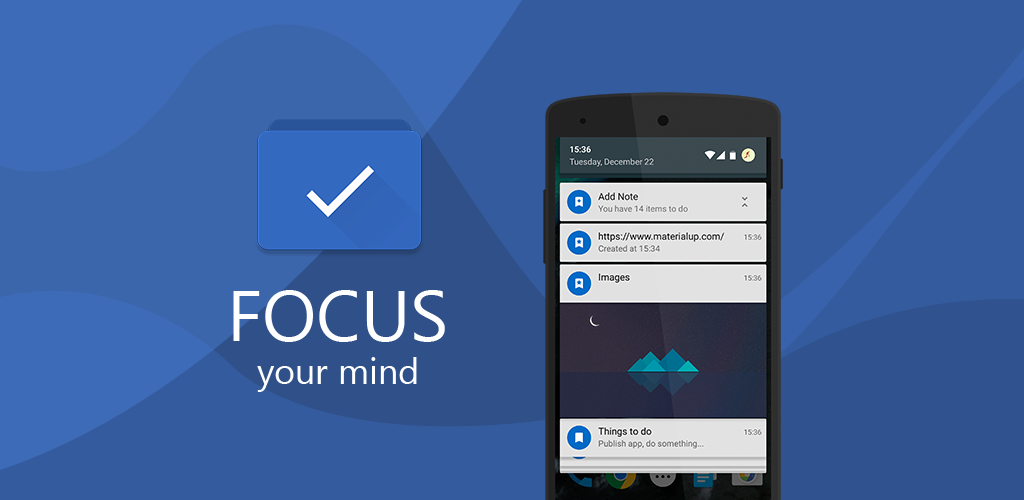 FOCUS
your mind
15:36
Tuesday, December 22
Add Note
You have 14 items to do
https://www.materialup.com/ 15:36
Created at 15:34
Images 15:36
Things to do 15:36
Publish app, do something...